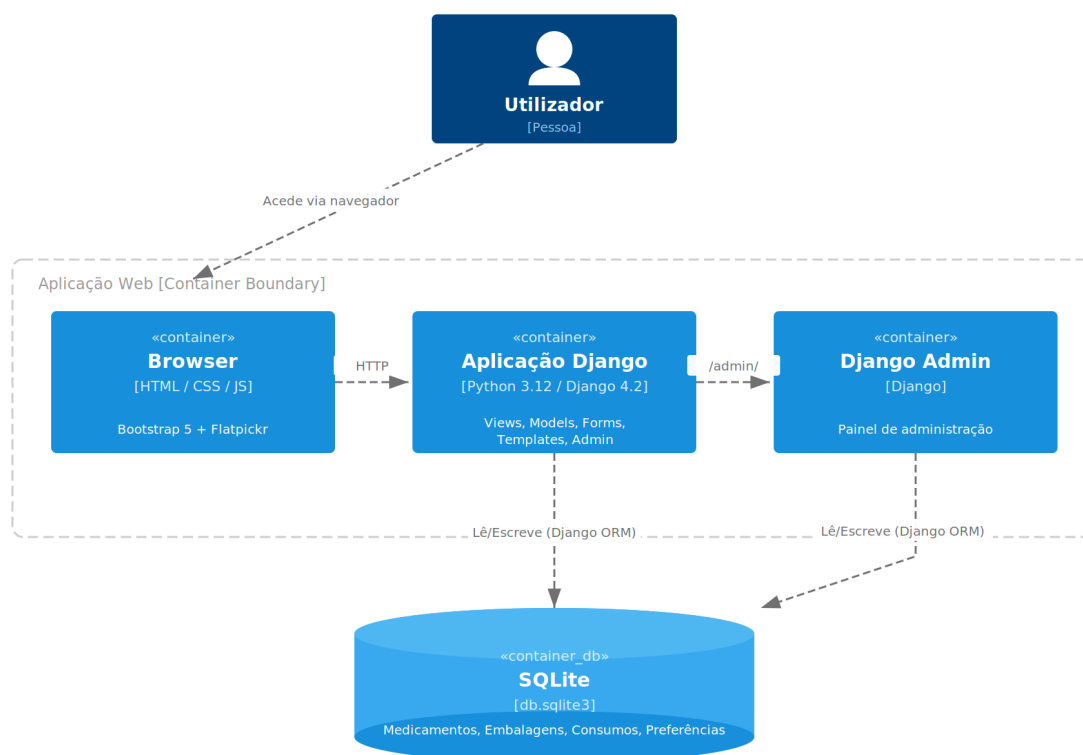 Utilizador
[Pessoa]
Acede via navegador
Aplicação Web [Container Boundary]
«container»
Browser
[HTML / CSS / JS]
Bootstrap 5 + Flatpickr
HTTP
«container»
Aplicação Django
[Python 3.12 / Django 4.2]
Views, Models, Forms,
Templates, Admin
/admin/
«container»
Django Admin
[Django]
Painel de administração
Lê/Escreve (Django ORM)
Lê/Escreve (Django ORM)
«container_db»
SQLite
[db.sqlite3]
Medicamentos, Embalagens, Consumos, Preferências